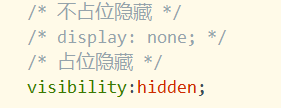 /* 不占位隐藏 */
/* display: none; */
/* 占位隐藏 */
visibility:hidden;